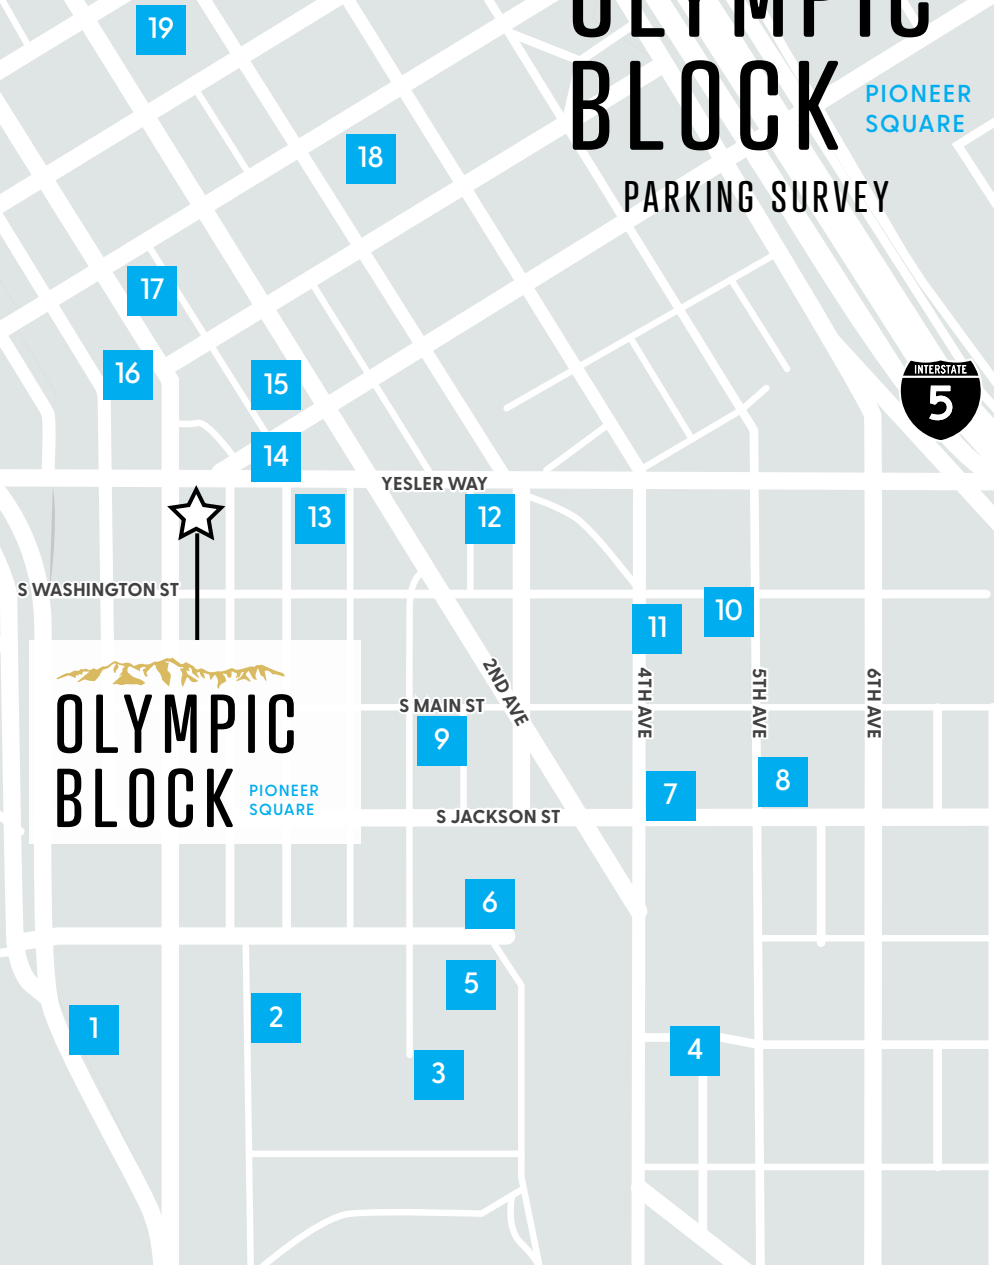 OLYMPIC
BLOCK
PIONEER
SQUARE
PARKING SURVEY
19
18
17
16
15
INTERSTATE
5
14
YESLER WAY
13
12
S WASHINGTON ST
10
11
2ND AVE
4TH AVE
5TH AVE
6TH AVE
OLYMPIC
BLOCK
PIONEER
SQUARE
S MAIN ST
9
8
7
S JACKSON ST
6
5
1
2
4
3